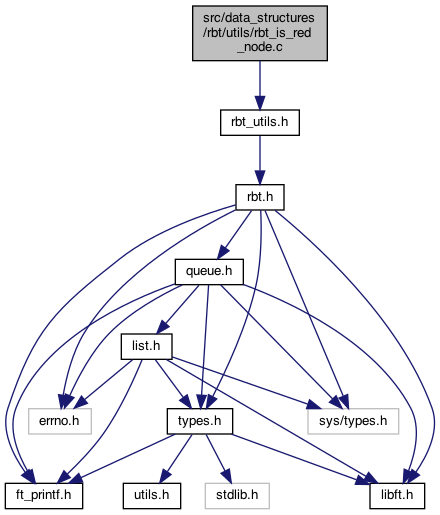 src/data_structures
/rbt/utils/rbt_is_red
_node.c
rbt_utils.h
rbt.h
queue.h
list.h
errno.h
types.h
sys/types.h
ft_printf.h
utils.h
stdlib.h
libft.h